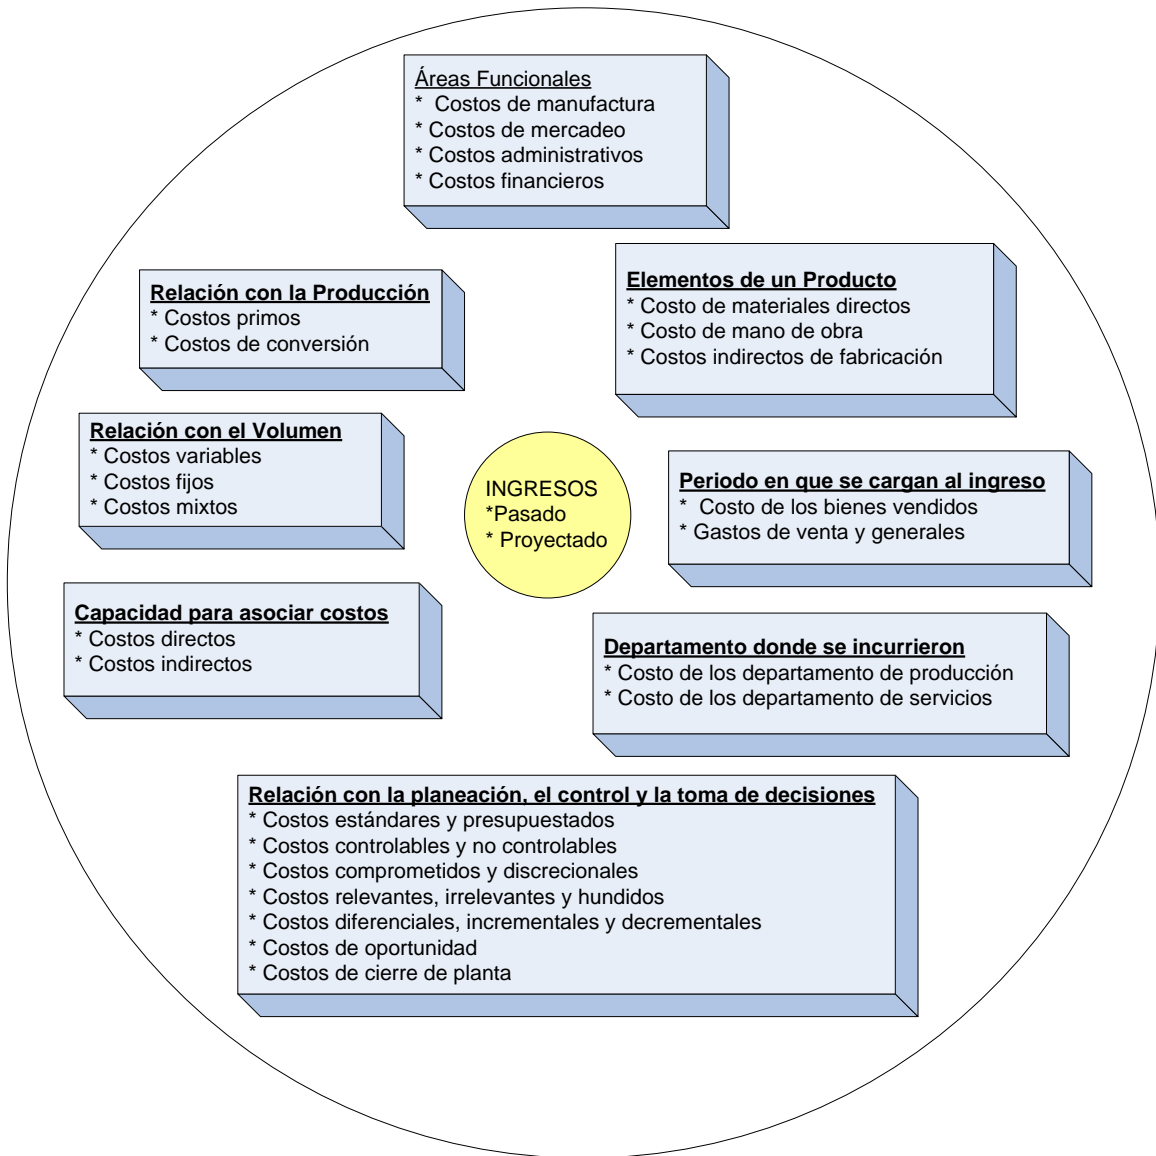 Áreas Funcionales
* Costos de manufactura
* Costos de mercadeo
* Costos administrativos
* Costos financieros
Relación con la Producción
* Costos primos
* Costos de conversión
Elementos de un Producto
* Costo de materiales directos
* Costo de mano de obra
* Costos indirectos de fabricación
Relación con el Volumen
* Costos variables
* Costos fijos
* Costos mixtos
INGRESOS
*Pasado
* Proyectado
Periodo en que se cargan al ingreso
* Costo de los bienes vendidos
* Gastos de venta y generales
Capacidad para asociar costos
* Costos directos
* Costos indirectos
Departamento donde se incurrieron
* Costo de los departamento de producción
* Costo de los departamento de servicios
Relación con la planeación, el control y la toma de decisiones
* Costos estándares y presupuestados
* Costos controlables y no controlables
* Costos comprometidos y discrecionales
* Costos relevantes, irrelevantes y hundidos
* Costos diferenciales, incrementales y decrementales
* Costos de oportunidad
* Costos de cierre de planta